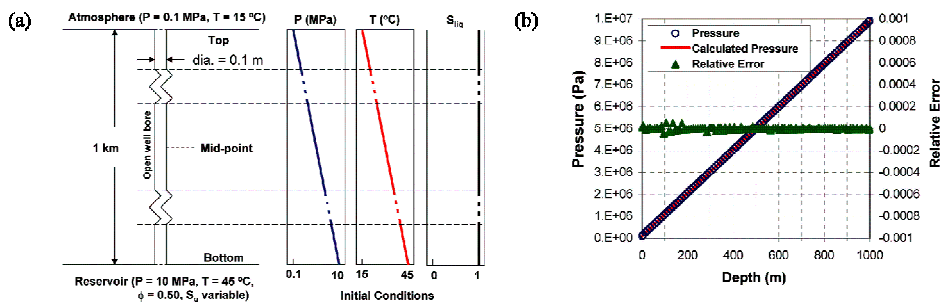 (a)
Atmosphere (P = 0.1 MPa, T = 15 ºC)
Top
dia. = 0.1 m
1 km
Open well bore
Mid-point
Bottom
Reservoir (P = 10 MPa, T = 45 ºC,
ϕ = 0.50, Sg variable)
P (MPa)
T (°C)
Sliq
0.1 10
15 45
0 1
Initial Conditions
(b)
Pressure (Pa)
1.E+07
9.E+06
8.E+06
7.E+06
6.E+06
5.E+06
4.E+06
3.E+06
2.E+06
1.E+06
0.E+00
Pressure
Calculated Pressure
Relative Error
0.001
0.0008
0.0006
0.0004
0.0002
0
-0.0002
-0.0004
-0.0006
-0.0008
-0.001
Relative Error
0 200 400 600 800 1000
Depth (m)